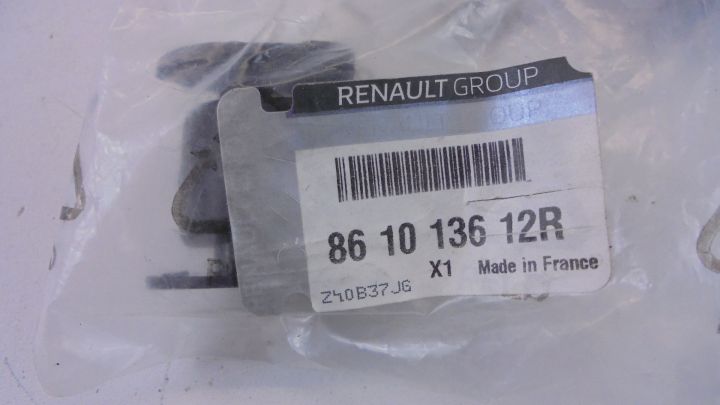 RENAULT GROUP
86 10 136 12R
X1 Made in France
Z40B37JG